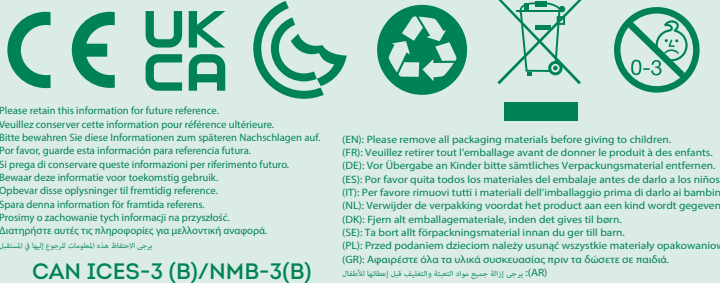 CE
UK
CA
0-3
Please retain this information for future reference.
Veuillez conserver cette information pour référence ultérieure.
Bitte bewahren Sie diese Informationen zum späteren Nachschlagen auf.
Por favor, guarde esta información para referencia futura.
Si prega di conservare queste informazioni per riferimento futuro.
Bewaar deze informatie voor toekomstig gebruik.
Opbevar disse oplysninger til fremtidig reference.
Spara denna information för framtida referens.
Prosimy o zachowanie tych informacji na przyszłość.
Διατηρήστε αυτές τις πληροφορίες για μελλοντική αναφορά.
يرجى الاحتفاظ هذه المعلومات للرجوع إليها في المستقبل
CAN ICES-3 (B)/NMB-3(B)
(EN): Please remove all packaging materials before giving to children.
(FR): Veuillez retirer tout l'emballage avant de donner le produit à des enfants.
(DE): Vor Übergabe an Kinder bitte sämtliches Verpackungsmaterial entfernen.
(ES): Por favor quita todos los materiales del embalaje antes de darlo a los niños
(IT): Per favore rimuovi tutti i materiali dell'imballaggio prima di darlo ai bambin
(NL): Verwijder de verpakking voordat het product aan een kind wordt gegeven
(DK): Fjern alt emballagemateriale, inden det gives til børn.
(SE): Ta bort allt förpackningsmaterial innan du ger till barn.
(PL): Przed podaniem dzieciom należy usunąć wszystkie materiały opakowaniow
(GR): Αφαιρέστε όλα τα υλικά συσκευασίας πριν τα δώσετε σε παιδιά.
(AR): يرجى إزالة جميع مواد التعبئة والتغليف قبل إعطائها للأطفال